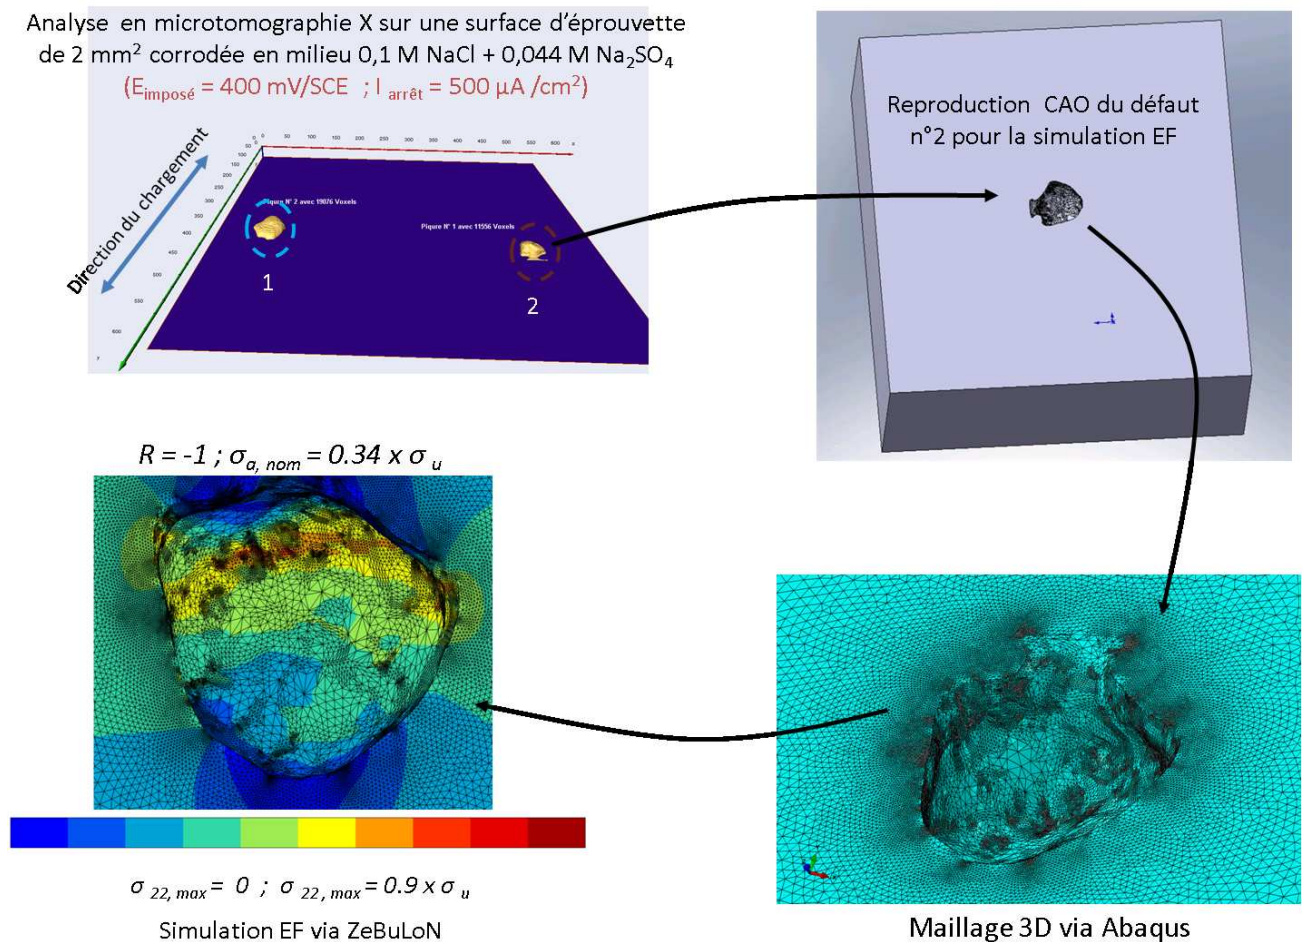 Analyse en microtomographie X sur une surface d'éprouvette
de 2 mm² corrodée en milieu 0,1 M NaCl + 0,044 M Na₂SO₄
(E imposé = 400 mV/SCE ; I arrêt = 500 µA /cm²)
Direction du chargement
Piqure N° 2 avec 19076 Voxels
Piqure N° 1 avec 11556 Voxels
1
2
Reproduction CAO du défaut
n°2 pour la simulation EF
R = -1 ; σ a, nom = 0.34 x σ u
σ 22, max = 0 ; σ 22, max = 0.9 x σ u
Simulation EF via ZeBuLoN
Maillage 3D via Abaqus